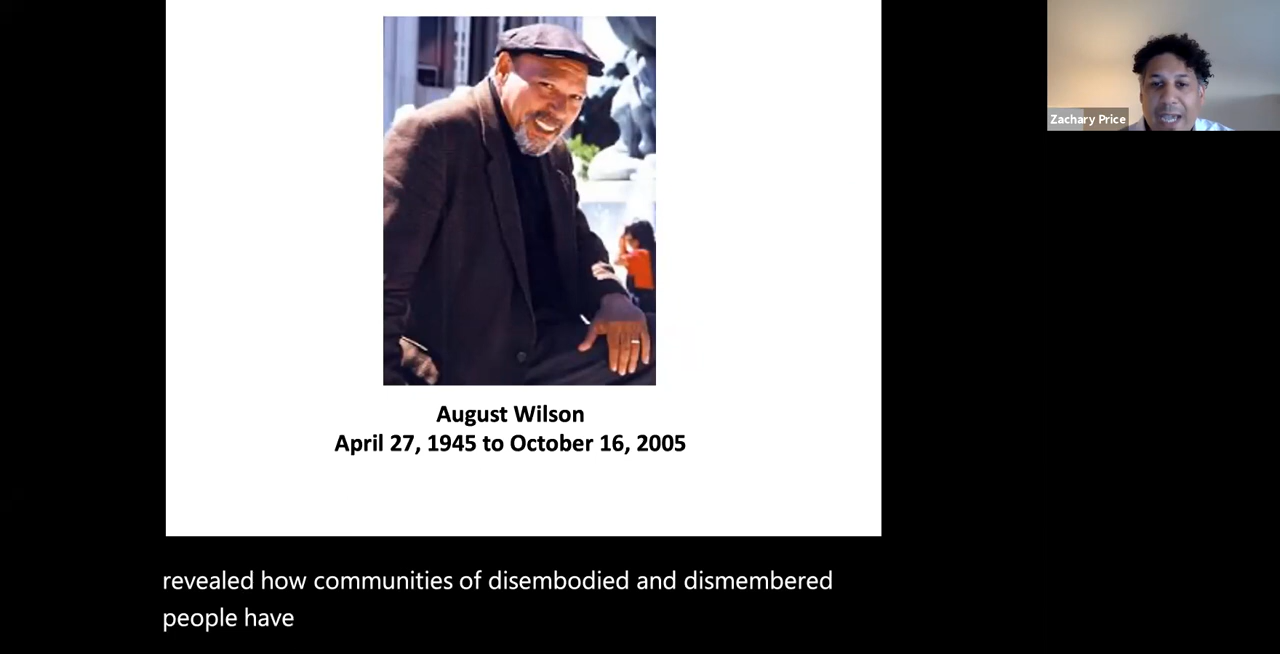 Zachary Price
August Wilson
April 27, 1945 to October 16, 2005
revealed how communities of disembodied and dismembered
people have